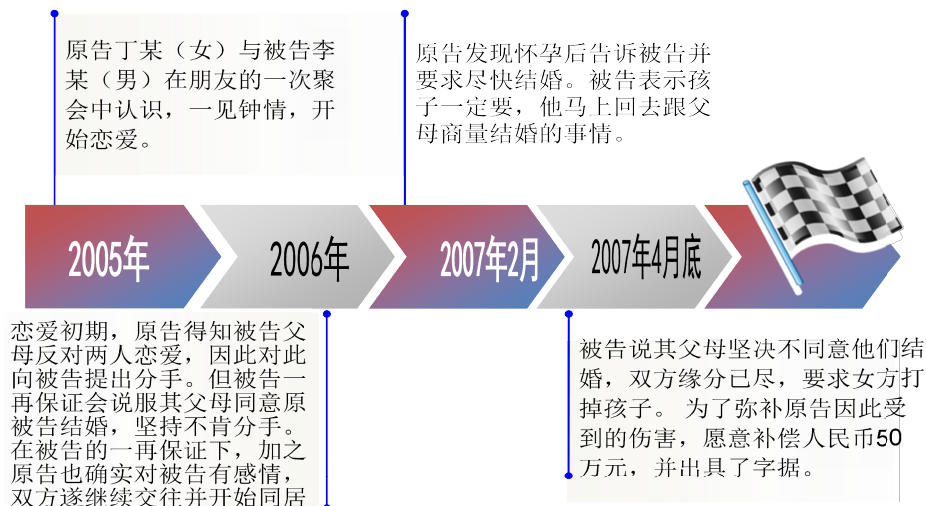 原告丁某（女）与被告李
某（男）在朋友的一次聚
会中认识，一见钟情，开
始恋爱。
原告发现怀孕后告诉被告并
要求尽快结婚。被告表示孩
子一定要，他马上回去跟父
母商量结婚的事情。
2005年
2006年
2007年2月
2007年4月底
恋爱初期，原告得知被告父
母反对两人恋爱，因此对此
向被告提出分手。但被告一
再保证会说服其父母同意原
被告结婚，坚持不肯分手。
在被告的一再保证下，加之
原告也确实对被告有感情，
双方遂继续交往并开始同居
被告说其父母坚决不同意他们结
婚，双方缘分已尽，要求女方打
掉孩子。 为了弥补原告因此受
到的伤害，愿意补偿人民币50
万元，并出具了字据。